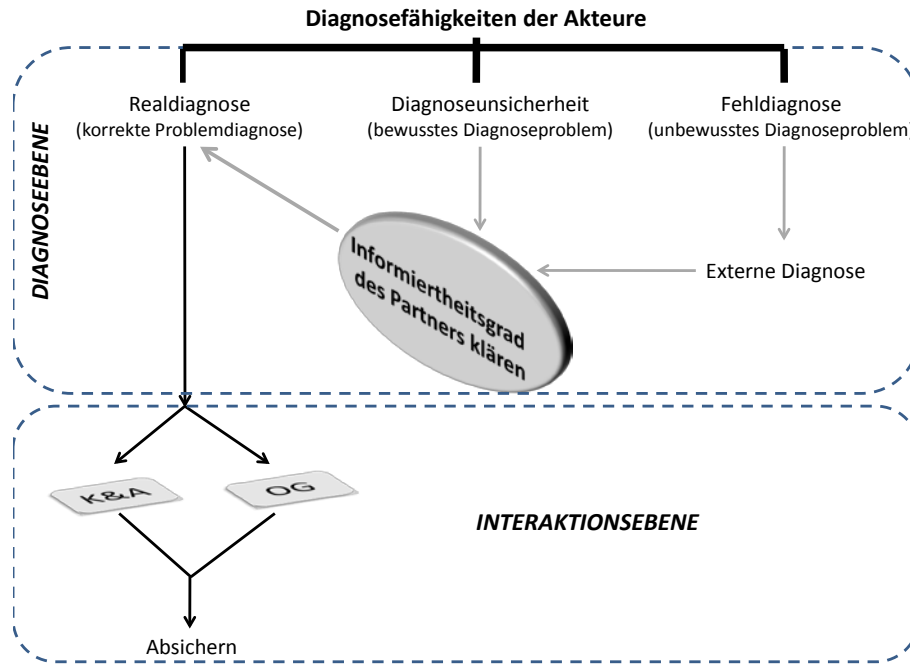 Diagnosefähigkeiten der Akteure
Realdiagnose
(korrekte Problemdiagnose)
Diagnoseunsicherheit
(bewusstes Diagnoseproblem)
Fehldiagnose
(unbewusstes Diagnoseproblem)
DIAGNOSEEBENE
Informiertheitsgrad
des Partners klären
Externe Diagnose
K&A
OG
INTERAKTIONSEBENE
Absichern